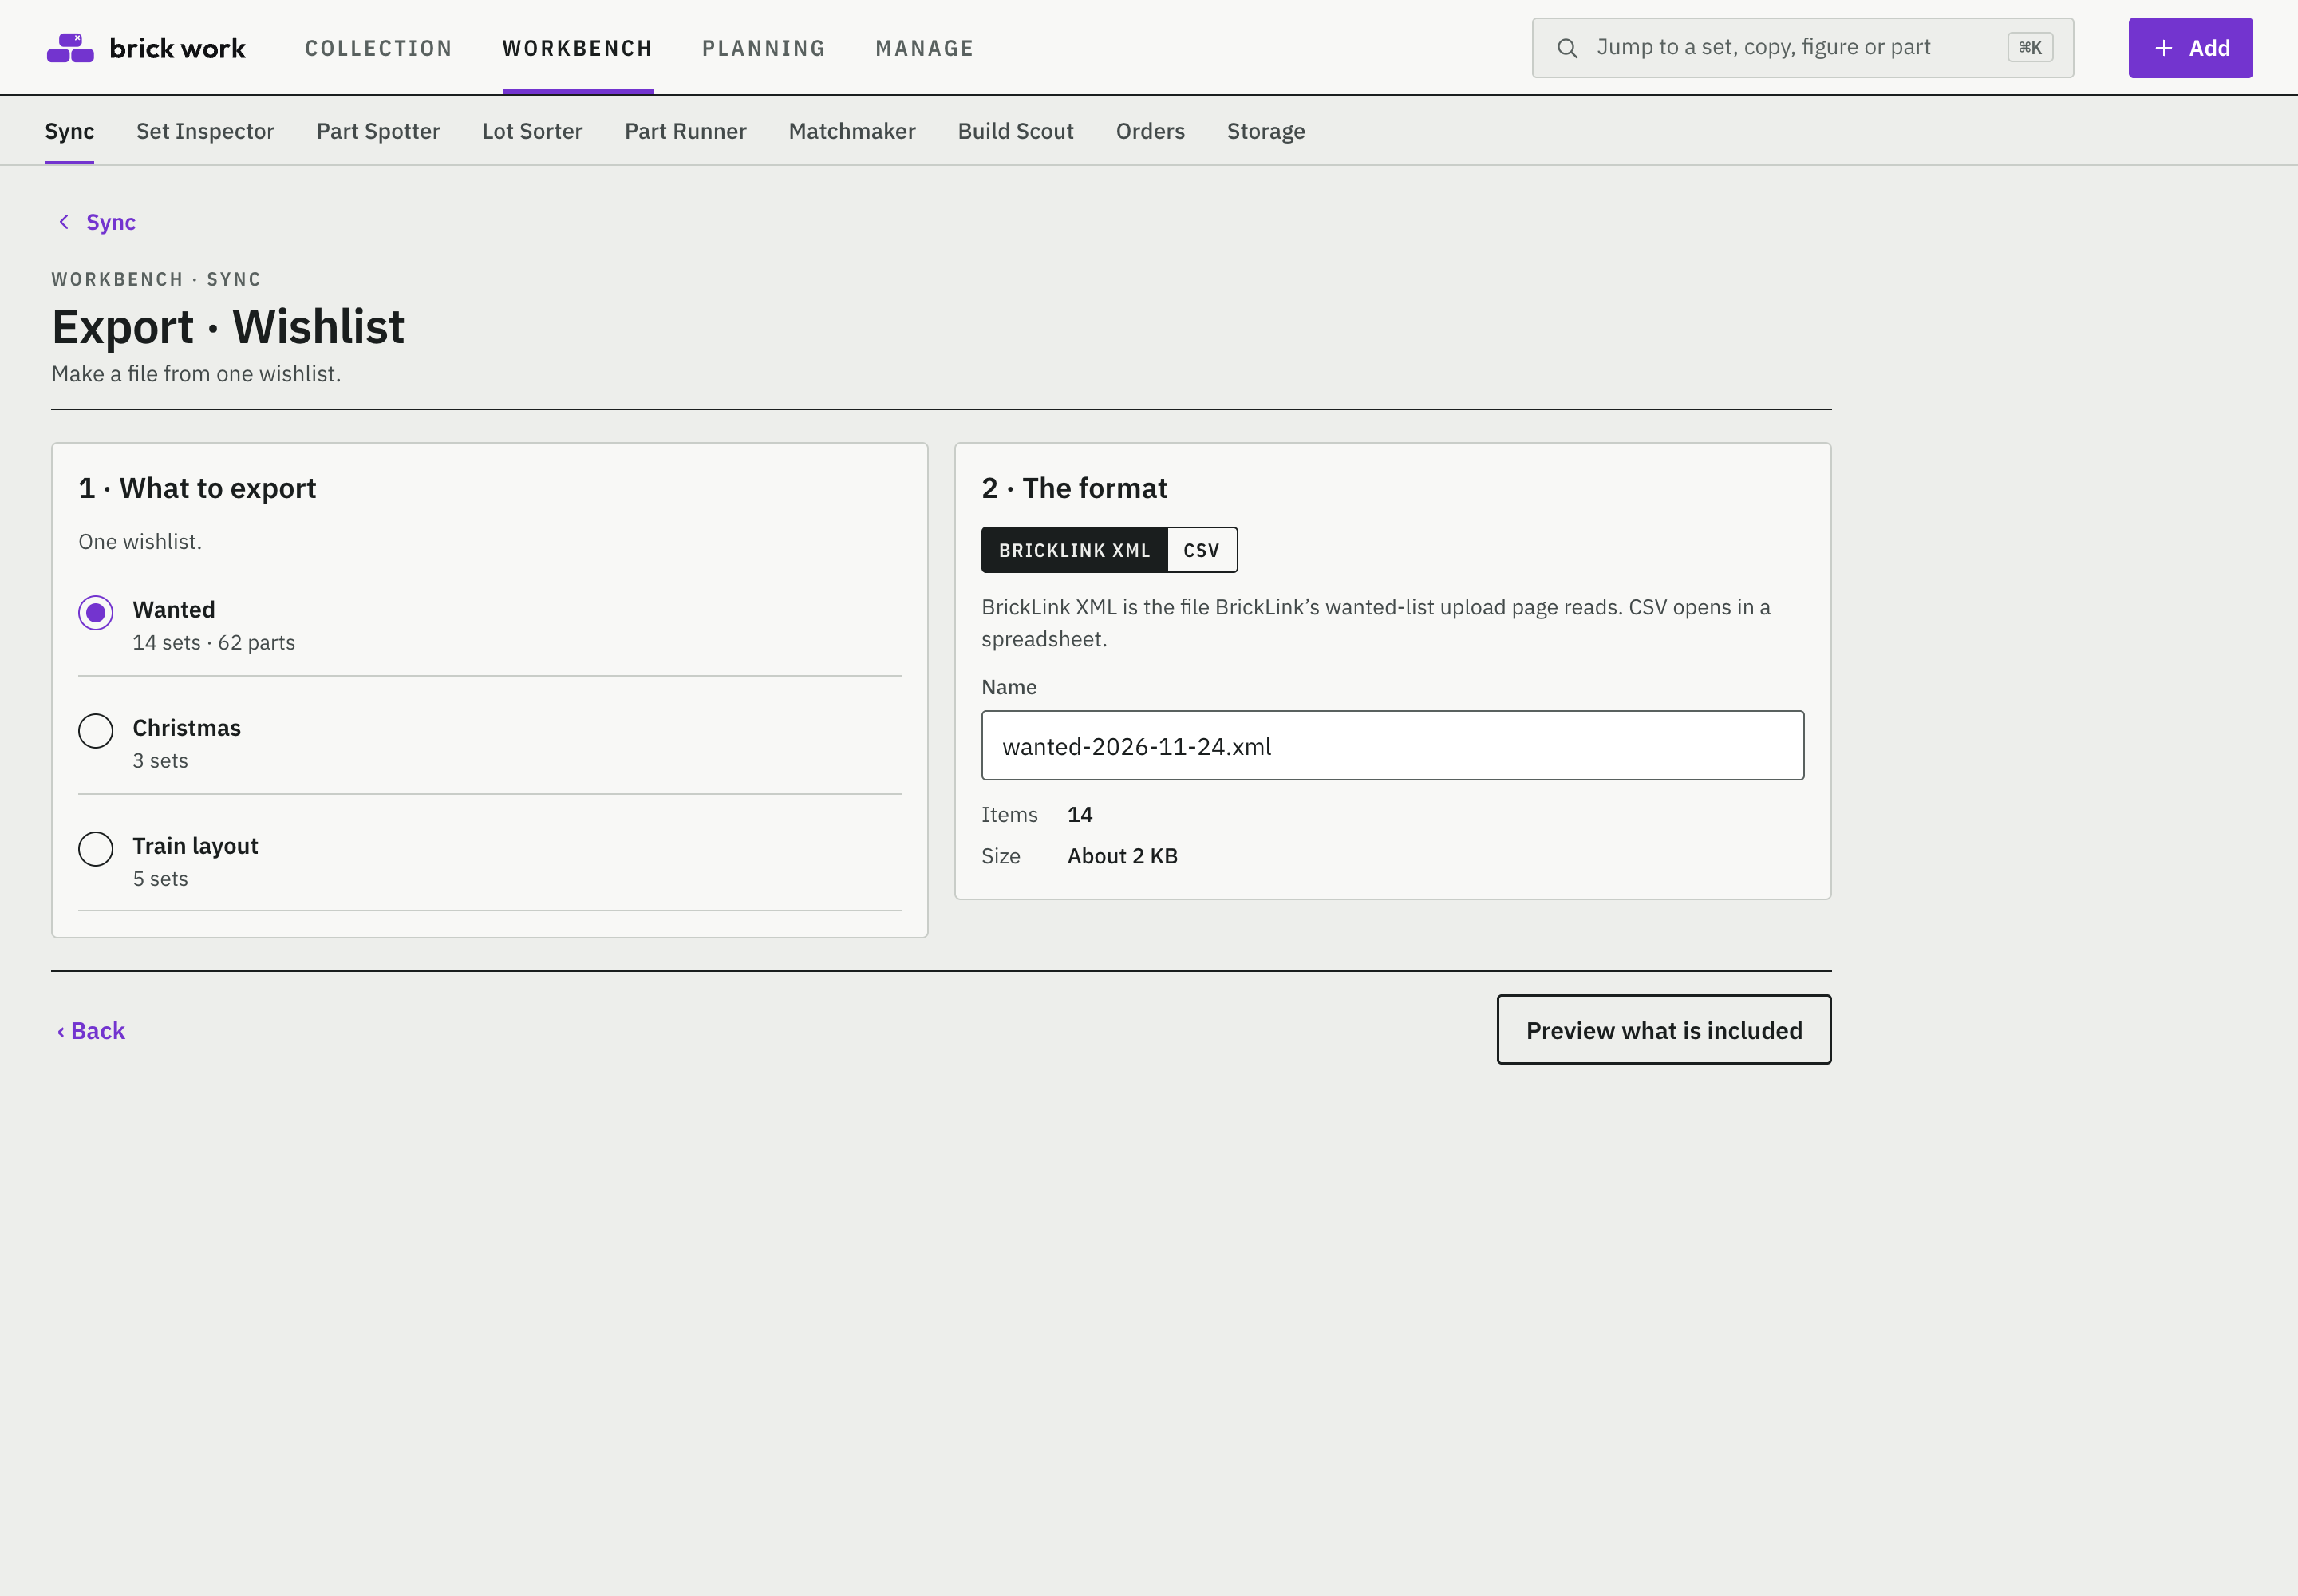 brick work
COLLECTION
WORKBENCH
PLANNING
MANAGE
Jump to a set, copy, figure or part
⌘K
+ Add
Sync
Set Inspector
Part Spotter
Lot Sorter
Part Runner
Matchmaker
Build Scout
Orders
Storage
Sync
WORKBENCH · SYNC
Export · Wishlist
Make a file from one wishlist.
1 · What to export
One wishlist.
Wanted
14 sets · 62 parts
Christmas
3 sets
Train layout
5 sets
2 · The format
BRICKLINK XML
CSV
BrickLink XML is the file BrickLink’s wanted-list upload page reads. CSV opens in a
spreadsheet.
Name
wanted-2026-11-24.xml
Items 14
Size About 2 KB
‹ Back
Preview what is included